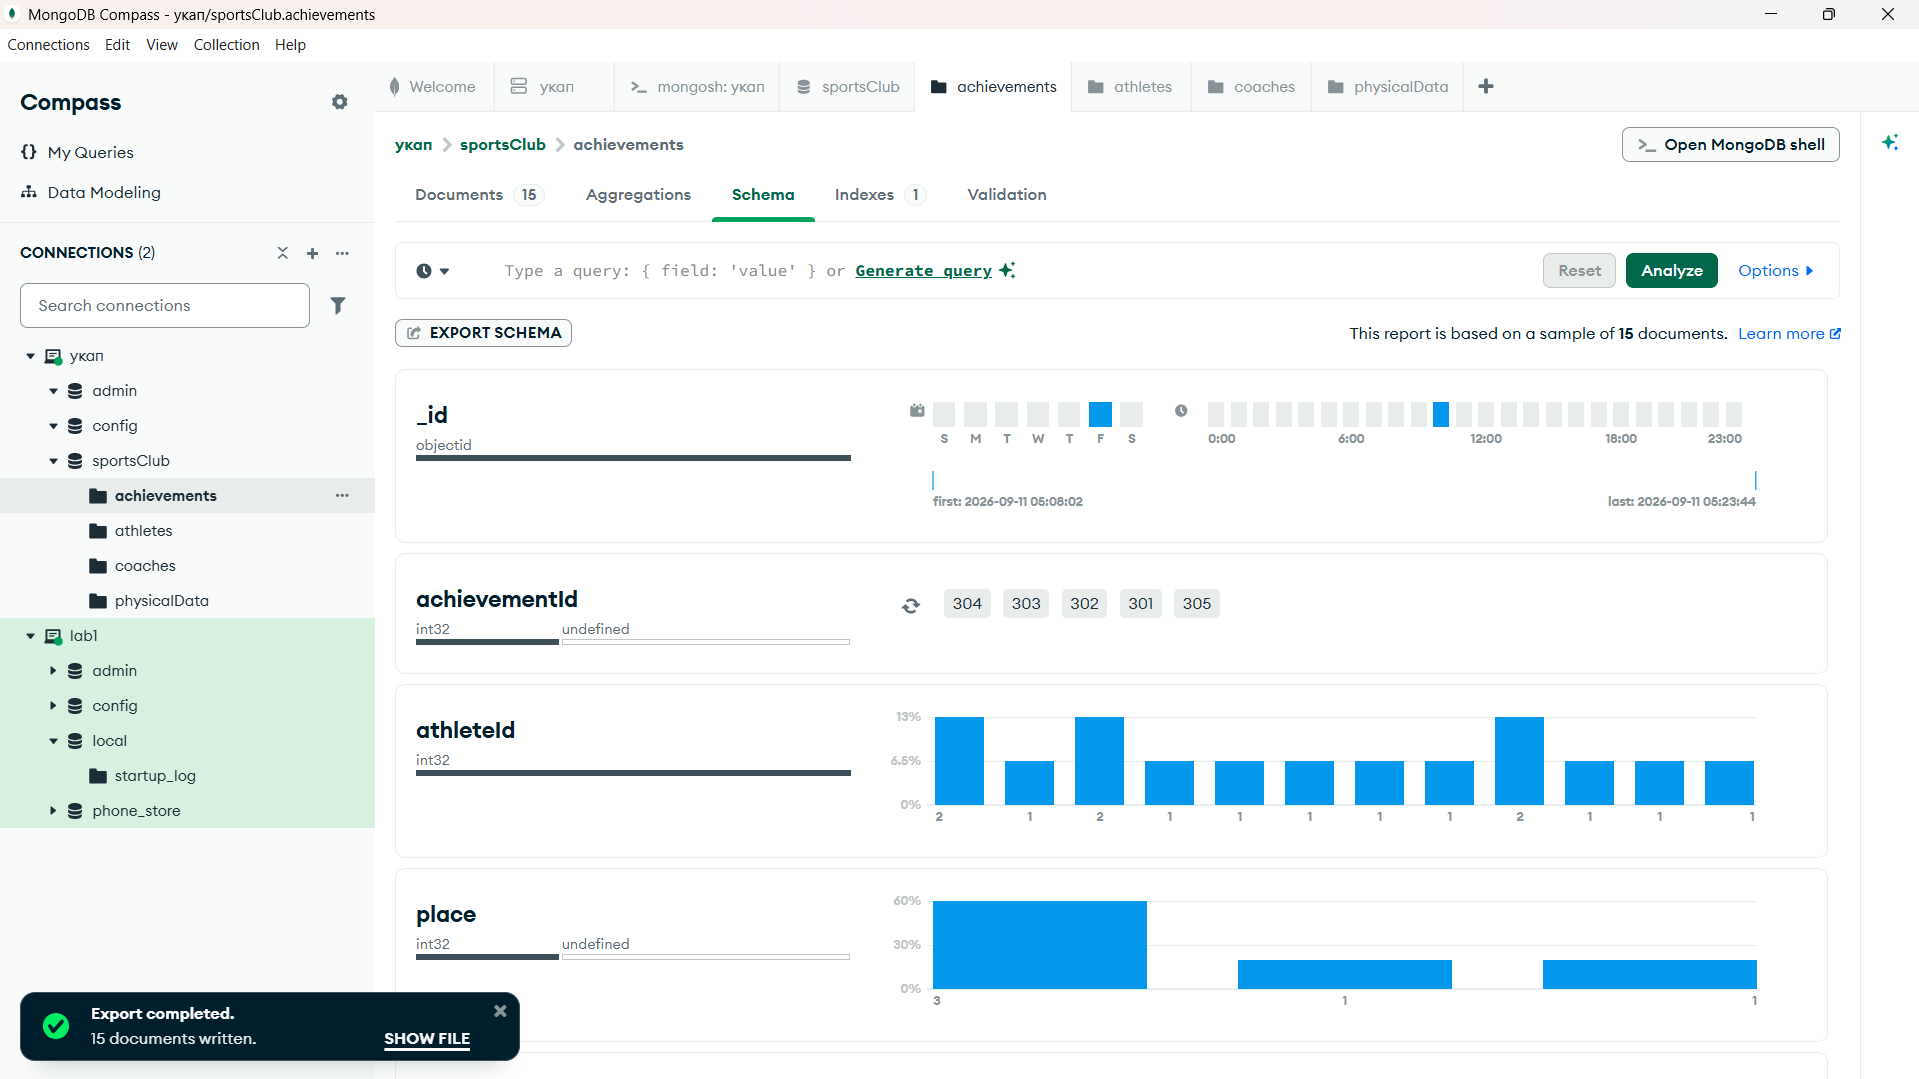 MongoDB Compass - укап/sportsClub.achievements
Connections Edit View Collection Help
Compass
My Queries
Data Modeling
CONNECTIONS (2)
Search connections
укап
admin
config
sportsClub
achievements
athletes
coaches
physicalData
lab1
admin
config
local
startup_log
phone_store
Welcome
укап
mongosh: укап
sportsClub
achievements
athletes
coaches
physicalData
укап > sportsClub > achievements
Open MongoDB shell
Documents 15 Aggregations Schema Indexes 1 Validation
Type a query: { field: 'value' } or Generate query
Reset Analyze Options
EXPORT SCHEMA
This report is based on a sample of 15 documents. Learn more
_id
objectid
S M T W T F S
0:00 6:00 12:00 18:00 23:00
first: 2026-09-11 05:08:02 last: 2026-09-11 05:23:44
achievementId
int32 undefined
304 303 302 301 305
athleteId
int32
13%
6.5%
0%
2 1 2 1 1 1 1 1 2 1 1 1
place
int32 undefined
60%
30%
0%
3 1 1
Export completed.
15 documents written.
SHOW FILE